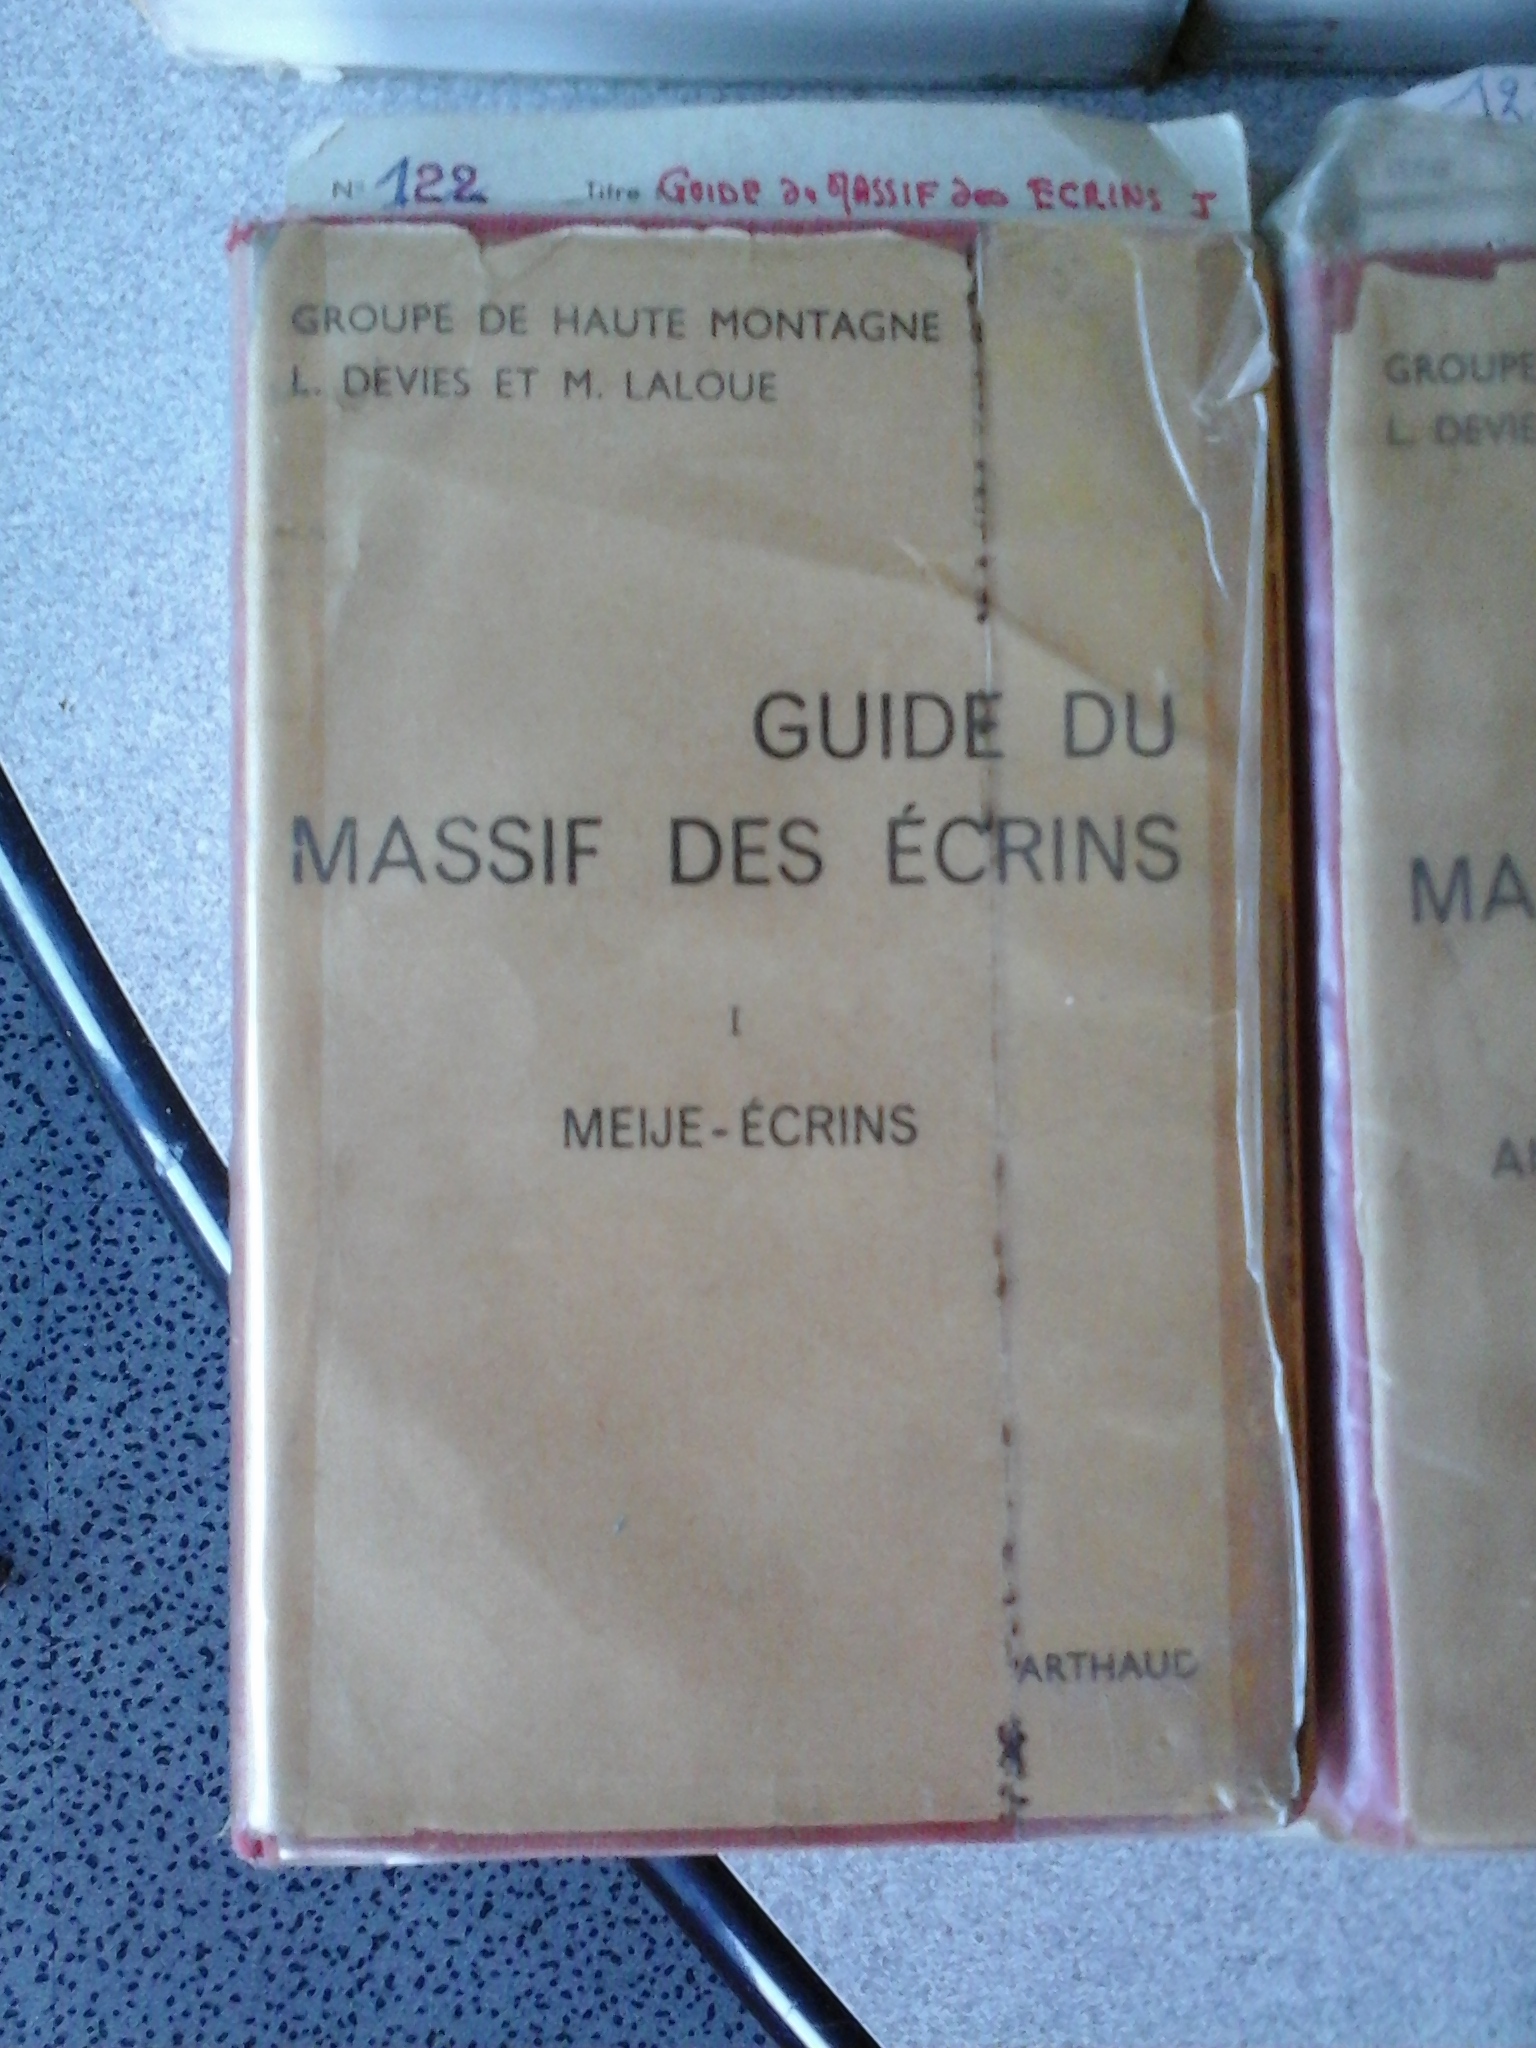 N° 122 Titre GUIDE du MASSIF des ECRINS I
GROUPE DE HAUTE MONTAGNE
L. DEVIES ET M. LALOUE
GUIDE DU
MASSIF DES ÉCRINS
I
MEIJE-ÉCRINS
ARTHAUD
12
GROUPE
L. DEVIE
MA